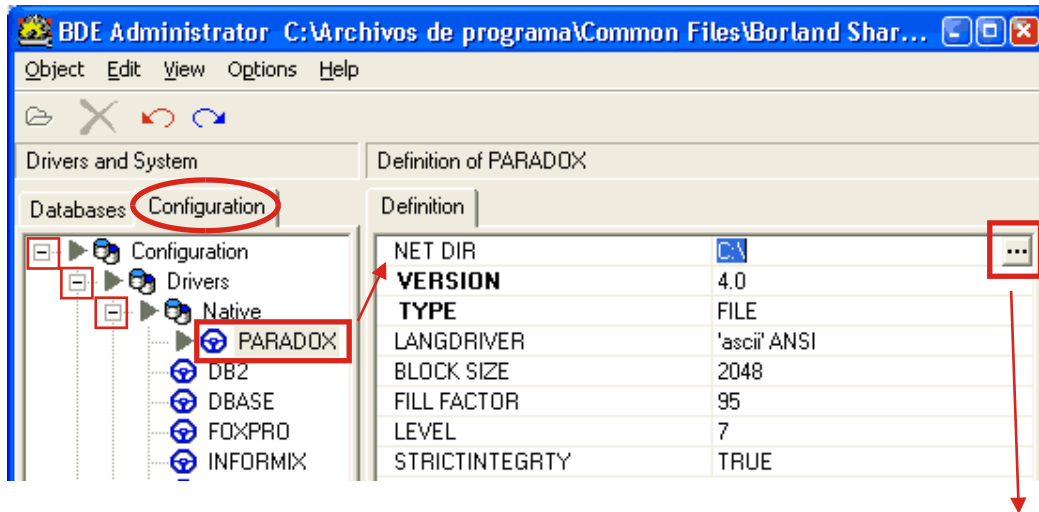 BDE Administrator C:\Archivos de programa\Common Files\Borland Shar...
Object Edit View Options Help
Drivers and System
Definition of PARADOX
Databases Configuration
Definition
Configuration
Drivers
Native
PARADOX
DB2
DBASE
FOXPRO
INFORMIX
NET DIR C:\
VERSION 4.0
TYPE FILE
LANGDRIVER 'ascii' ANSI
BLOCK SIZE 2048
FILL FACTOR 95
LEVEL 7
STRICTINTEGRTY TRUE